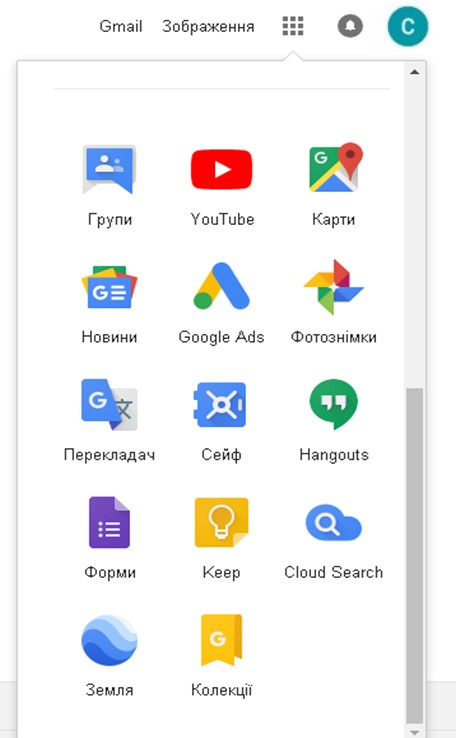 Gmail Зображення С
Групи YouTube Карти
Новини Google Ads Фотознімки
Перекладач Сейф Hangouts
Форми Keep Cloud Search
Земля Колекції